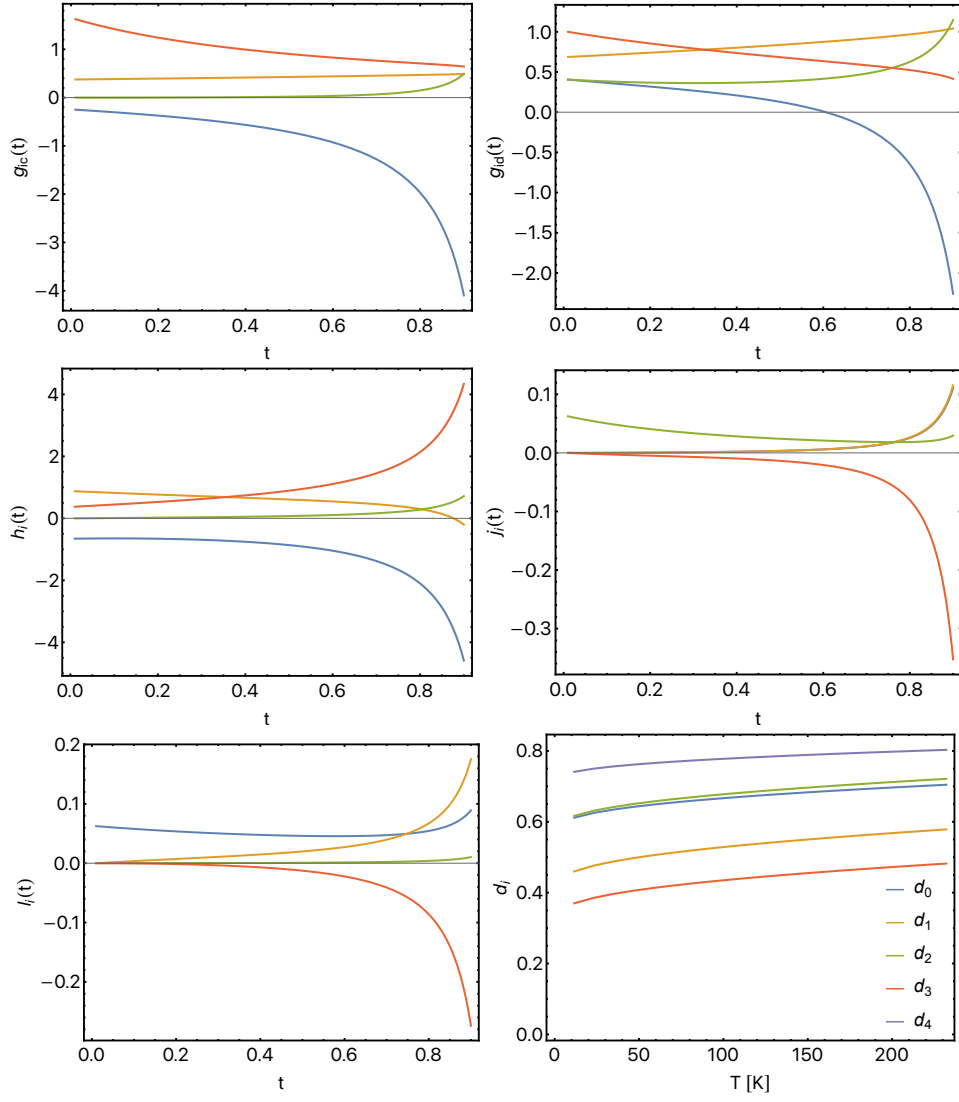 1
0
−1
−2
−3
−4
g_ic(t)
0.0 0.2 0.4 0.6 0.8
t
1.0
0.5
0.0
−0.5
−1.0
−1.5
−2.0
g_id(t)
0.0 0.2 0.4 0.6 0.8
t
4
2
0
−2
−4
h_i(t)
0.0 0.2 0.4 0.6 0.8
t
0.1
0.0
−0.1
−0.2
−0.3
j_i(t)
0.0 0.2 0.4 0.6 0.8
t
0.2
0.1
0.0
−0.1
−0.2
l_i(t)
0.0 0.2 0.4 0.6 0.8
t
0.8
0.6
0.4
0.2
0.0
d_i
d_0
d_1
d_2
d_3
d_4
0 50 100 150 200
T [K]